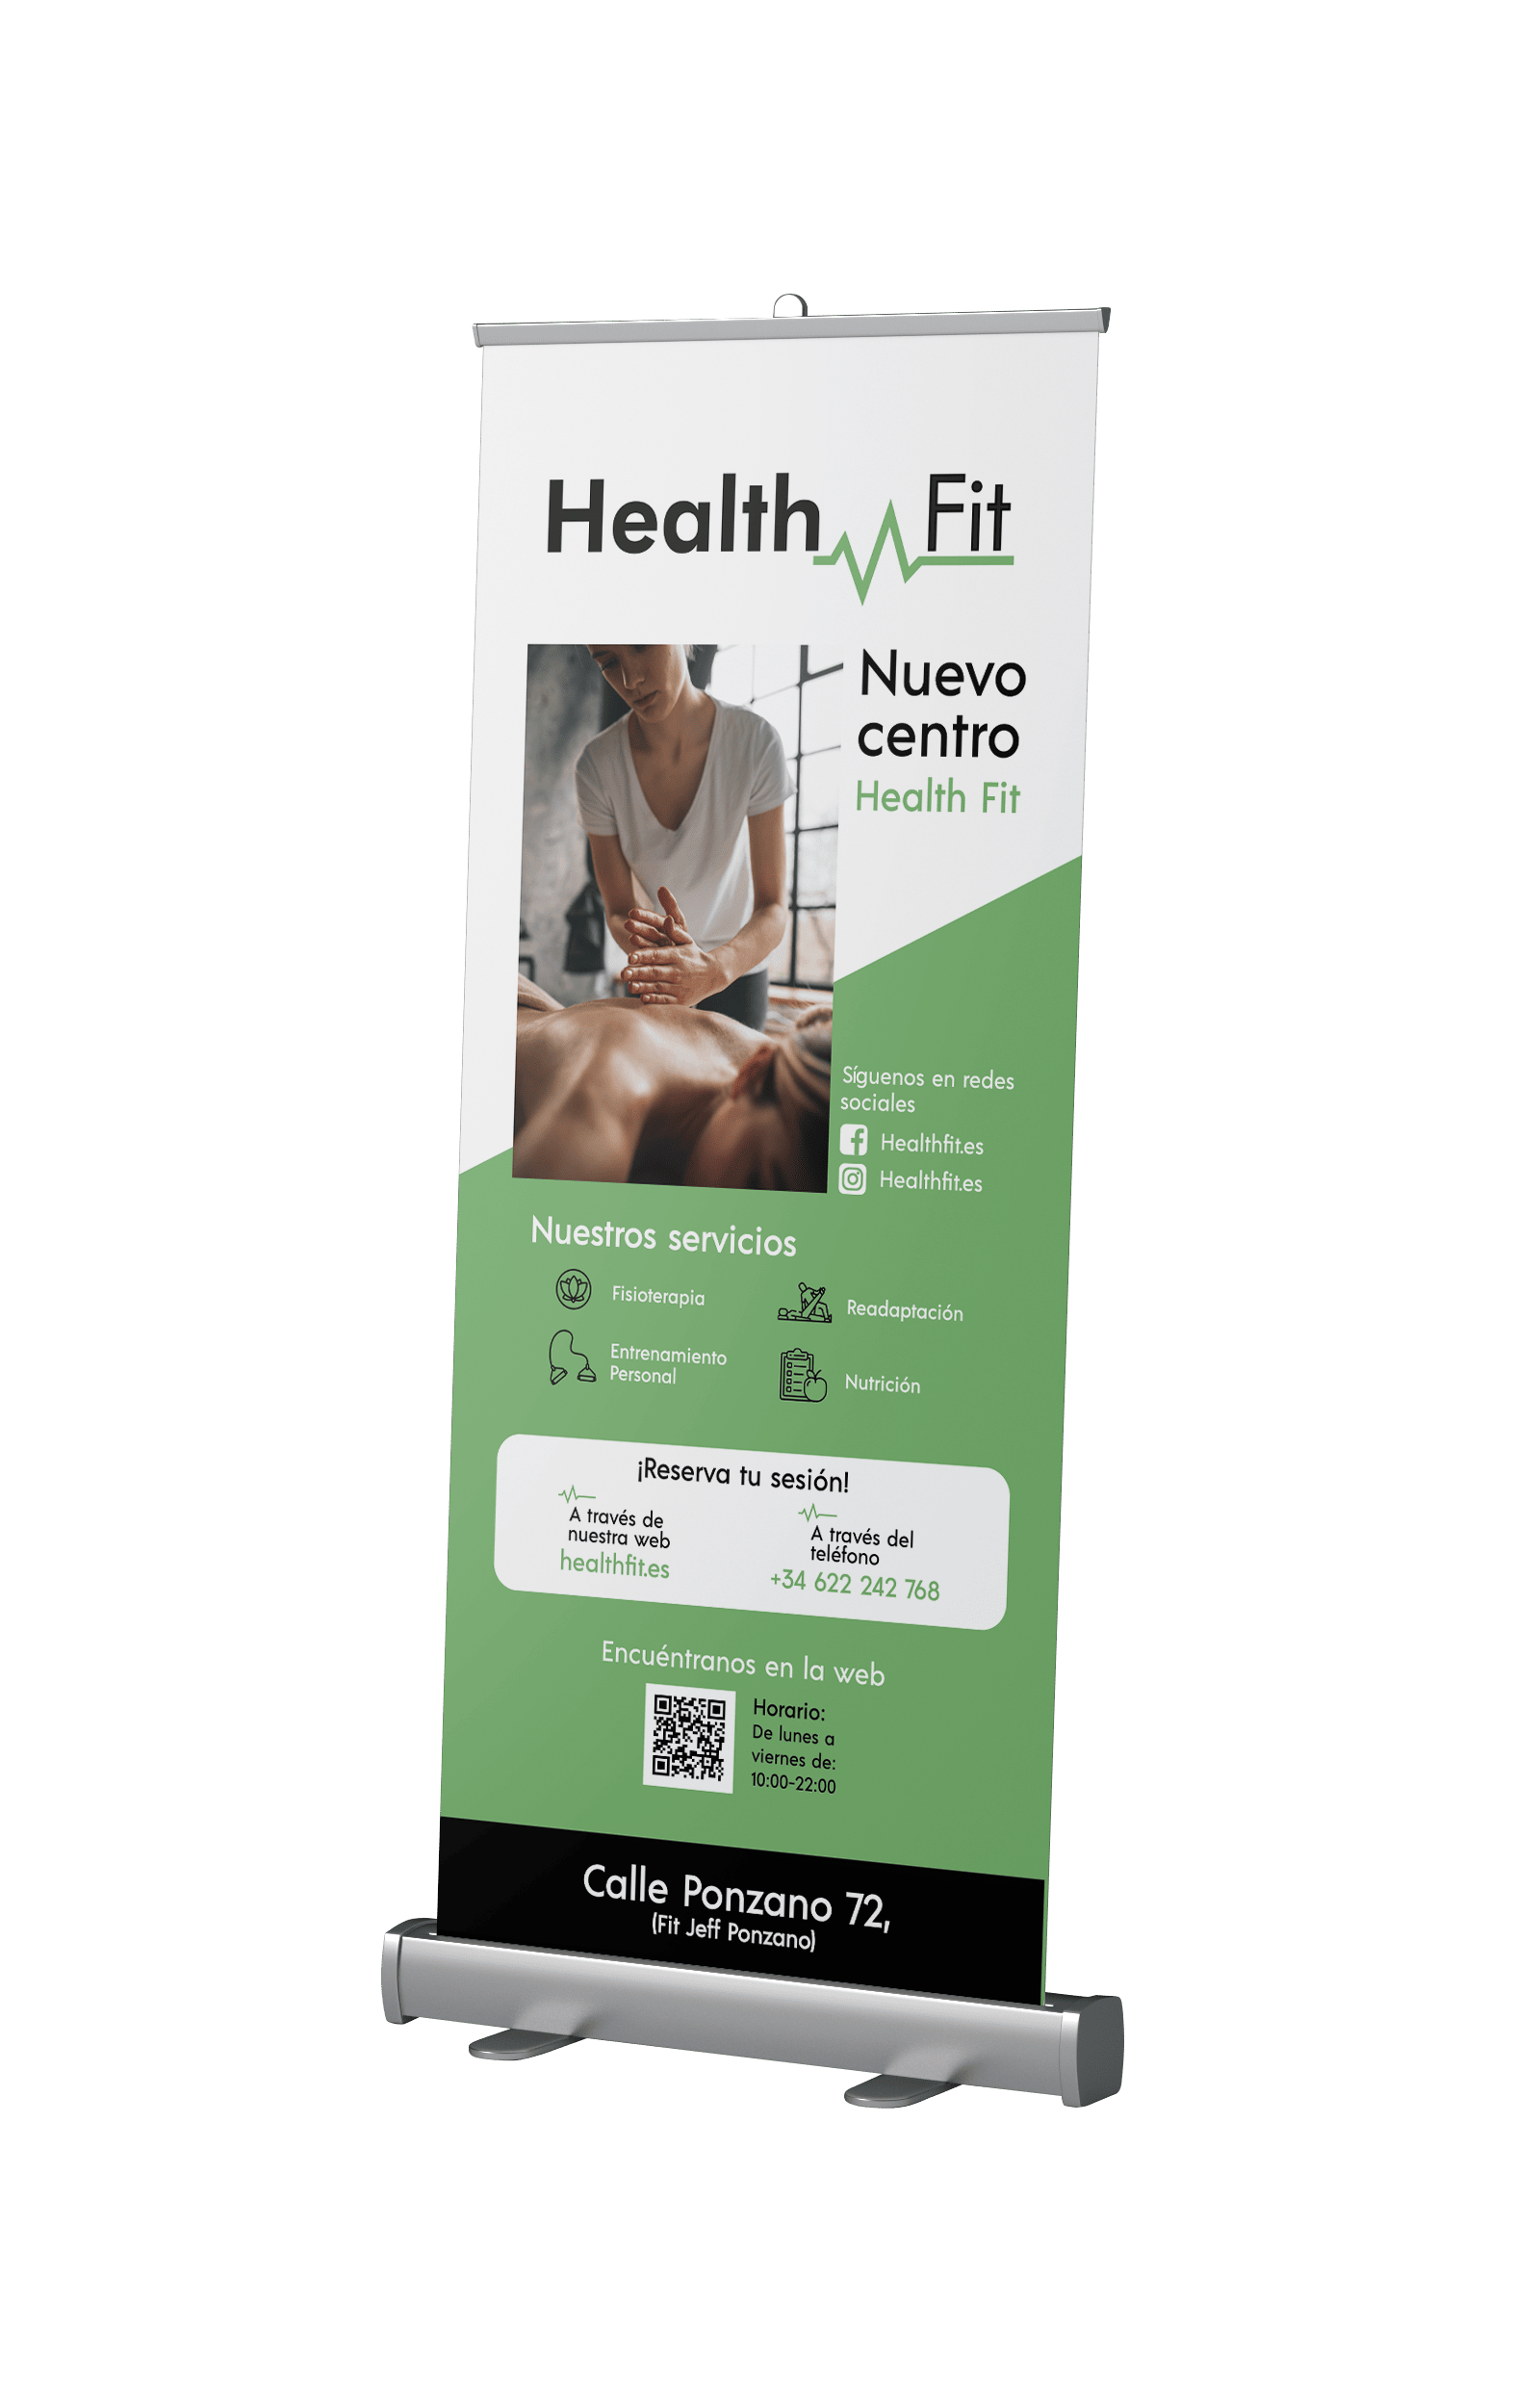 Health Fit
Nuevo
centro
Health Fit
Síguenos en redes
sociales
Healthfit.es
Healthfit.es
Nuestros servicios
Fisioterapia
Readaptación
Entrenamiento
Personal
Nutrición
¡Reserva tu sesión!
A través de
nuestra web
healthfit.es
A través del
teléfono
+34 622 242 768
Encuéntranos en la web
Horario:
De lunes a
viernes de:
10:00-22:00
Calle Ponzano 72,
(Fit Jeff Ponzano)